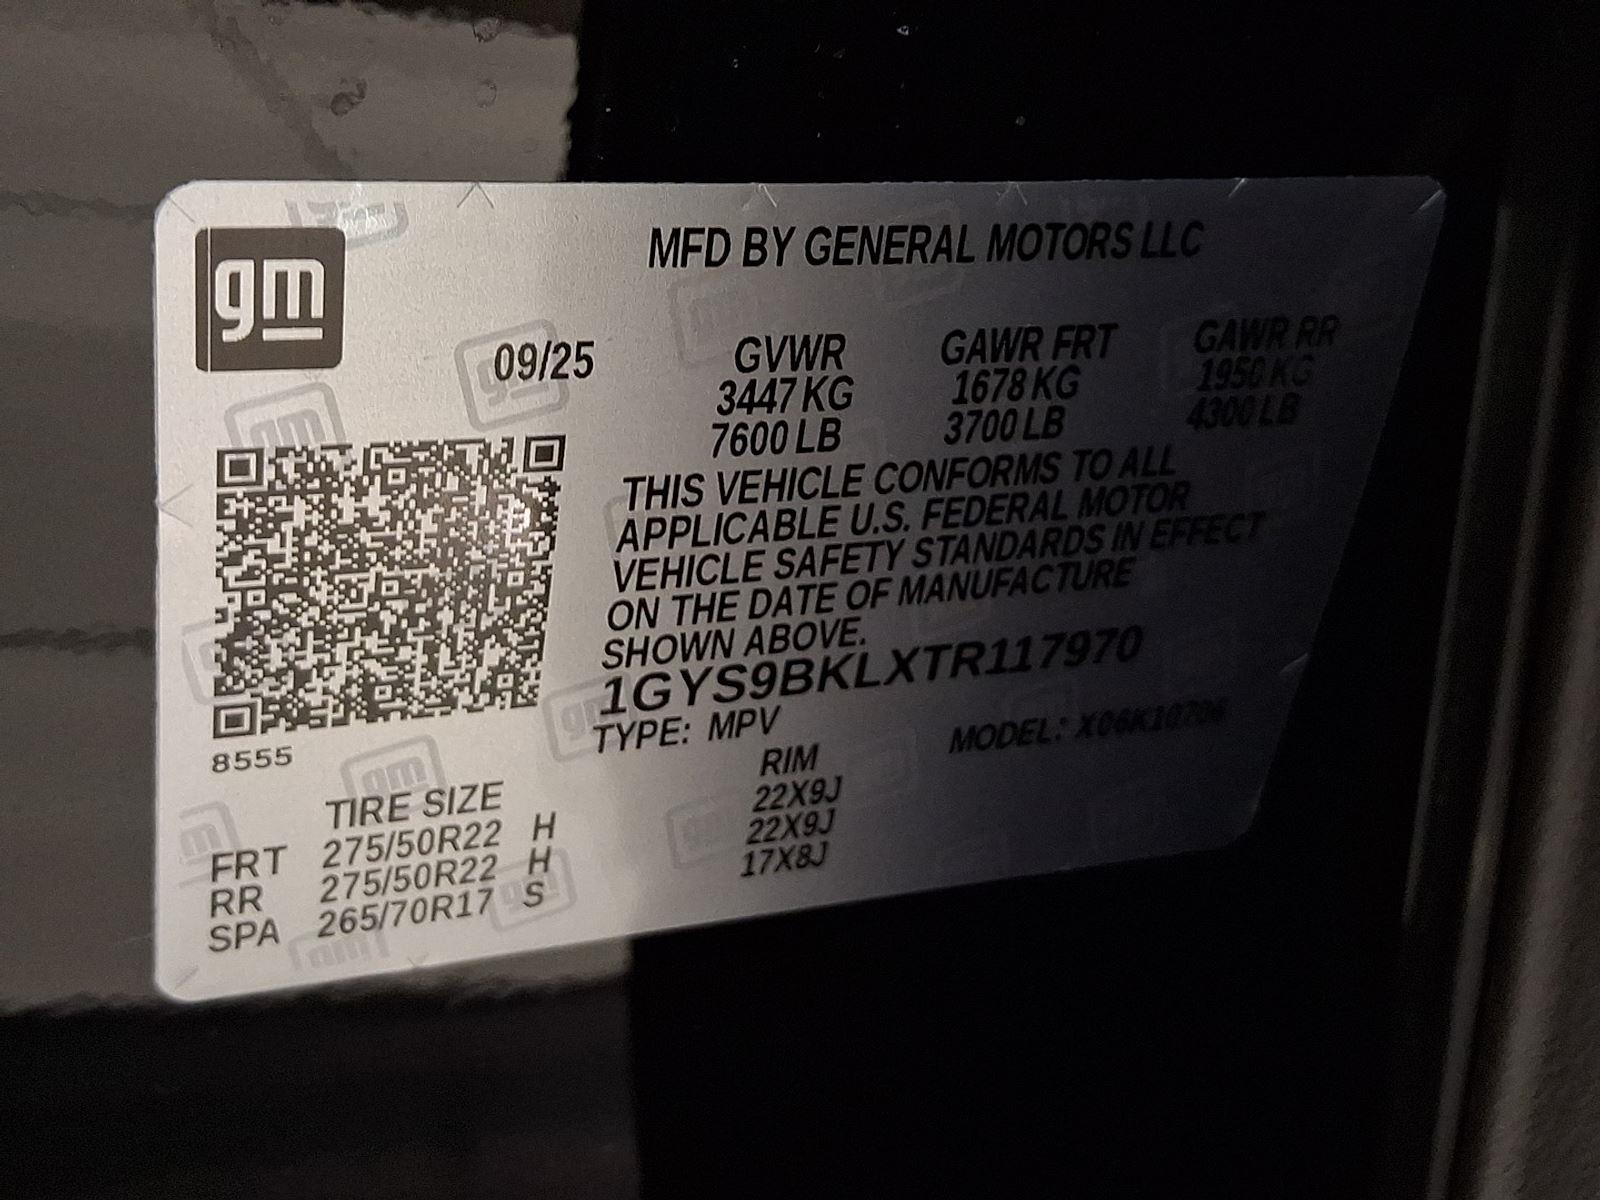 gm
MFD BY GENERAL MOTORS LLC
09/25 GVWR GAWR FRT GAWR RR
3447 KG 1678 KG 1950 KG
7600 LB 3700 LB 4300 LB
THIS VEHICLE CONFORMS TO ALL
APPLICABLE U.S. FEDERAL MOTOR
VEHICLE SAFETY STANDARDS IN EFFECT
ON THE DATE OF MANUFACTURE
SHOWN ABOVE.
1GYS9BKLXTR117970
TYPE: MPV MODEL: X06K10706
8555
TIRE SIZE RIM
FRT 275/50R22 H 22X9J
RR 275/50R22 H 22X9J
SPA 265/70R17 S 17X8J